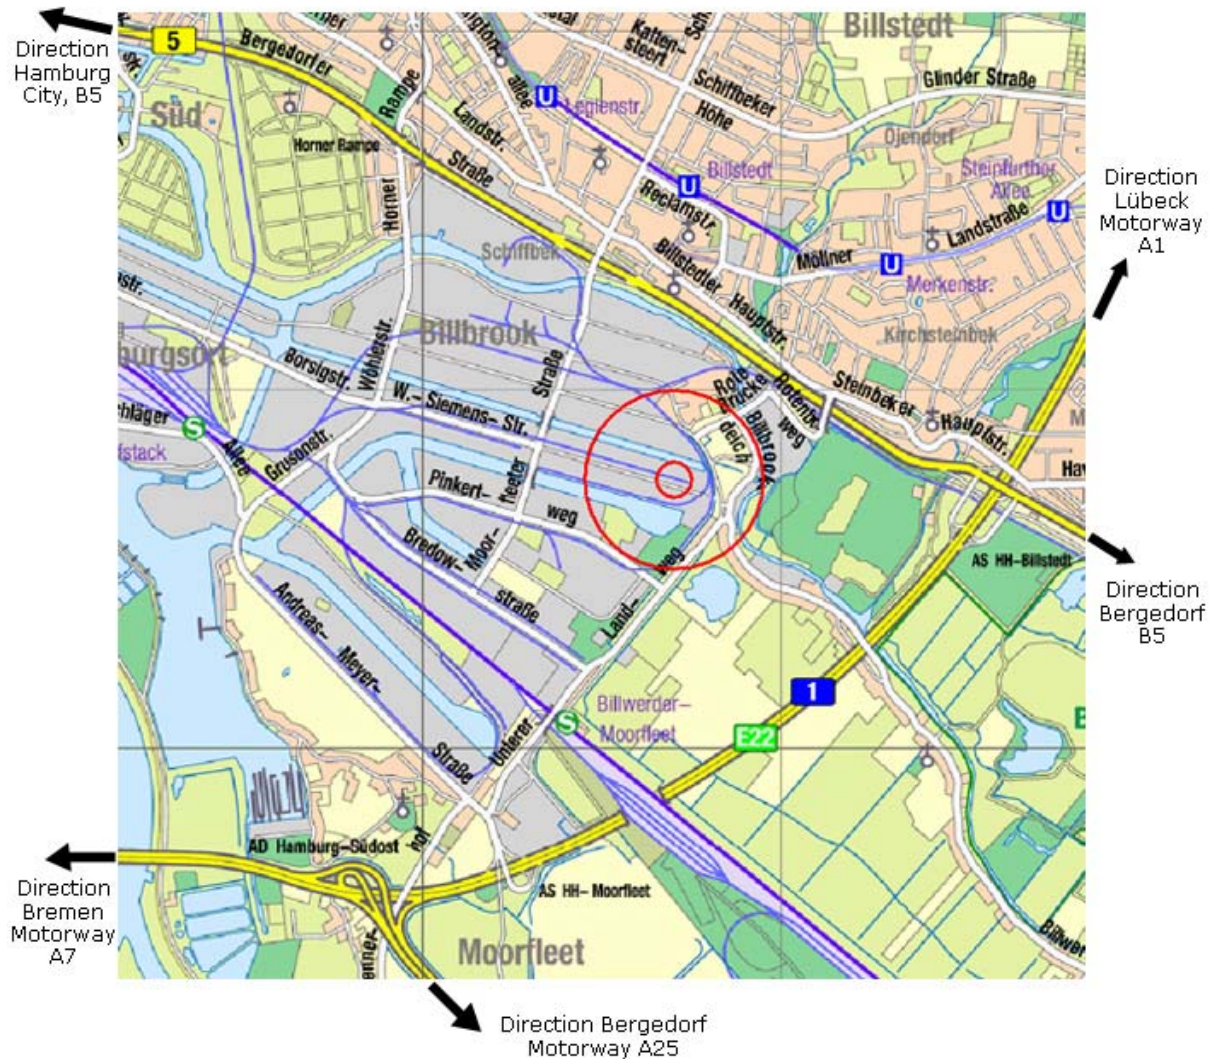 Direction
Hamburg
City, B5
5
Bergedorfer
Straße
Süd
Horner Rampe
Rampe
Horner
Landstr.
allee
Katten-
steert
Schiffbeker
Höhe
Billstedt
Glinder Straße
Öjendorf
U
Legienstr.
U
Billstedt
Reclamstr.
Steinfurther
Allee
U
Möllner
Landstraße
U
Merkenstr.
Schiffbek
Billstedler
Hauptstr.
Kirchsteinbek
Direction
Lübeck
Motorway
A1
Billbrook
Borsigstr.
Wöhlerstr.
W.- Siemens- Str.
Straße
Rote
Brücke
Steinbeker
Hauptstr.
weg
Billbrook
deich
S
Allee
Grusonstr.
Pinkert-
weg
fleeter
Moor-
Bredow-
straße
Andreas-
Meyer-
Straße
Land-
weg
AS HH-Billstedt
Direction
Bergedorf
B5
1
E22
Billwerder-
Moorfleet
S
Unterer
AD Hamburg-Südost
AS HH- Moorfleet
Moorfleet
Direction
Bremen
Motorway
A7
Direction Bergedorf
Motorway A25